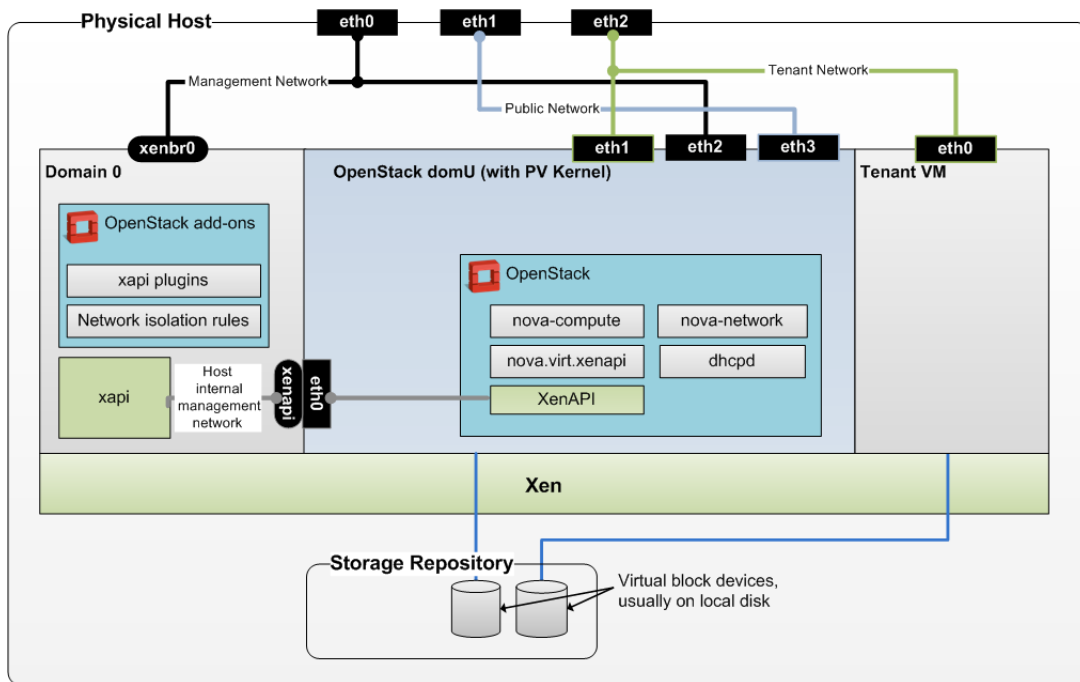 Physical Host
eth0
eth1
eth2
Management Network
Tenant Network
Public Network
xenbr0
eth1
eth2
eth3
eth0
Domain 0
OpenStack domU (with PV Kernel)
Tenant VM
OpenStack add-ons
xapi plugins
Network isolation rules
OpenStack
nova-compute
nova-network
nova.virt.xenapi
dhcpd
XenAPI
xapi
Host
internal
management
network
xenapi
eth0
Xen
Storage Repository
Virtual block devices,
usually on local disk